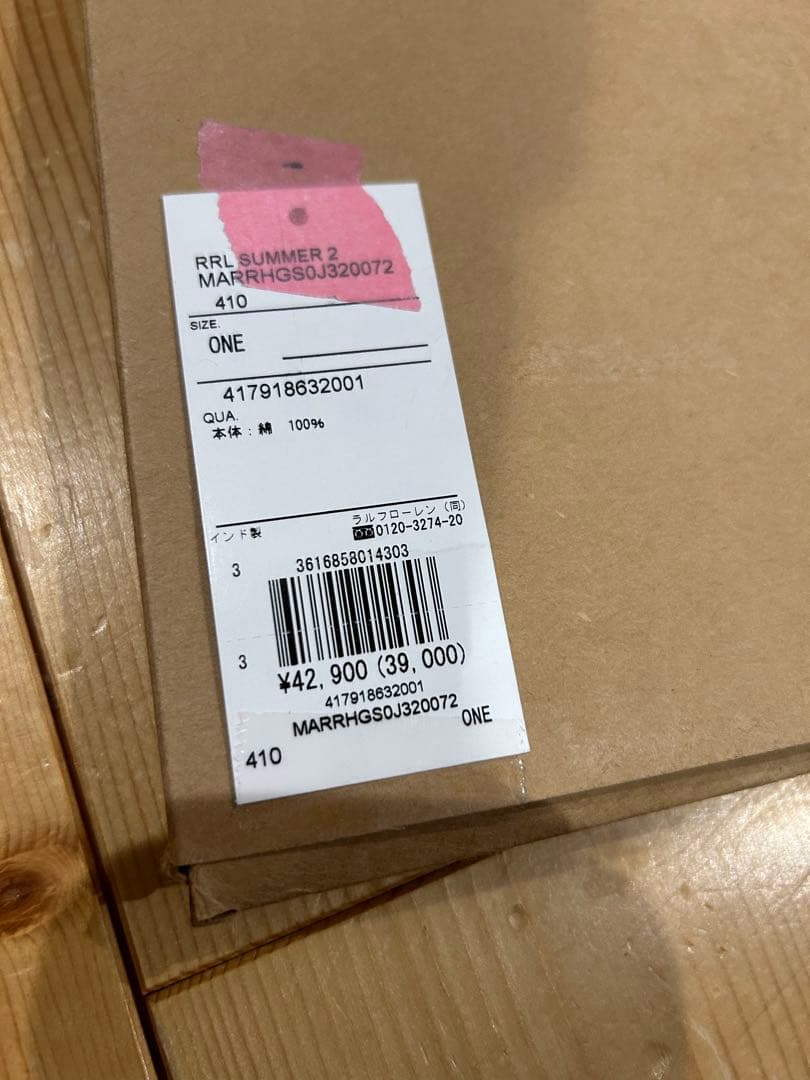 RRL SUMMER 2
MARRHGS0J320072
410
SIZE.
ONE
417918632001
QUA.
本体：綿 100%
インド製
ラルフローレン（同）
0120-3274-20
3
3616858014303
3
¥42,900 (39,000)
417918632001
MARRHGS0J320072
410
ONE